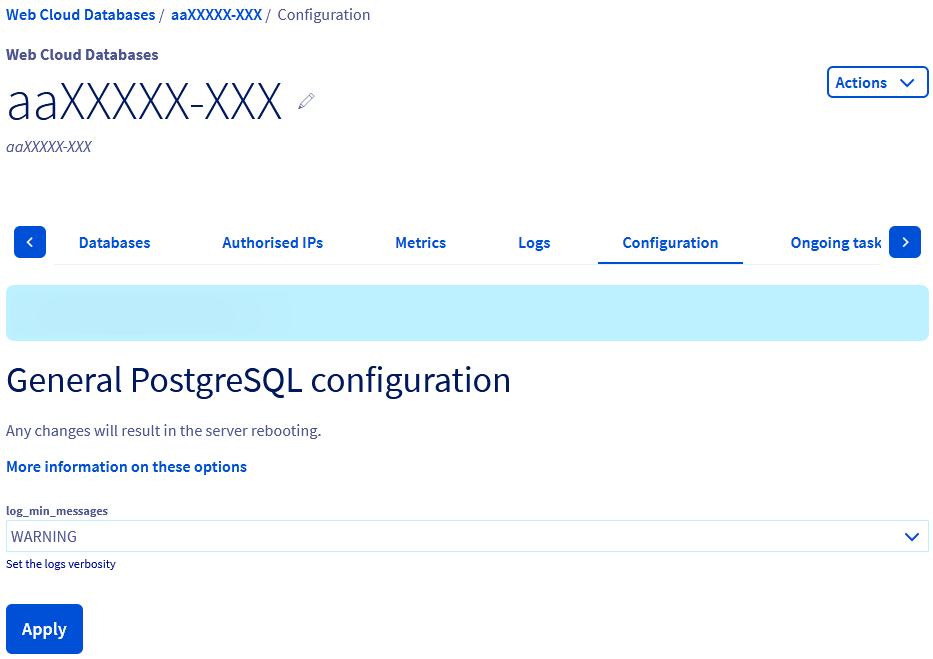 Web Cloud Databases / aaXXXXX-XXX / Configuration
Web Cloud Databases
aaXXXXX-XXX
Actions
aaXXXXX-XXX
Databases Authorised IPs Metrics Logs Configuration Ongoing task
General PostgreSQL configuration
Any changes will result in the server rebooting.
More information on these options
log_min_messages
WARNING
Set the logs verbosity
Apply